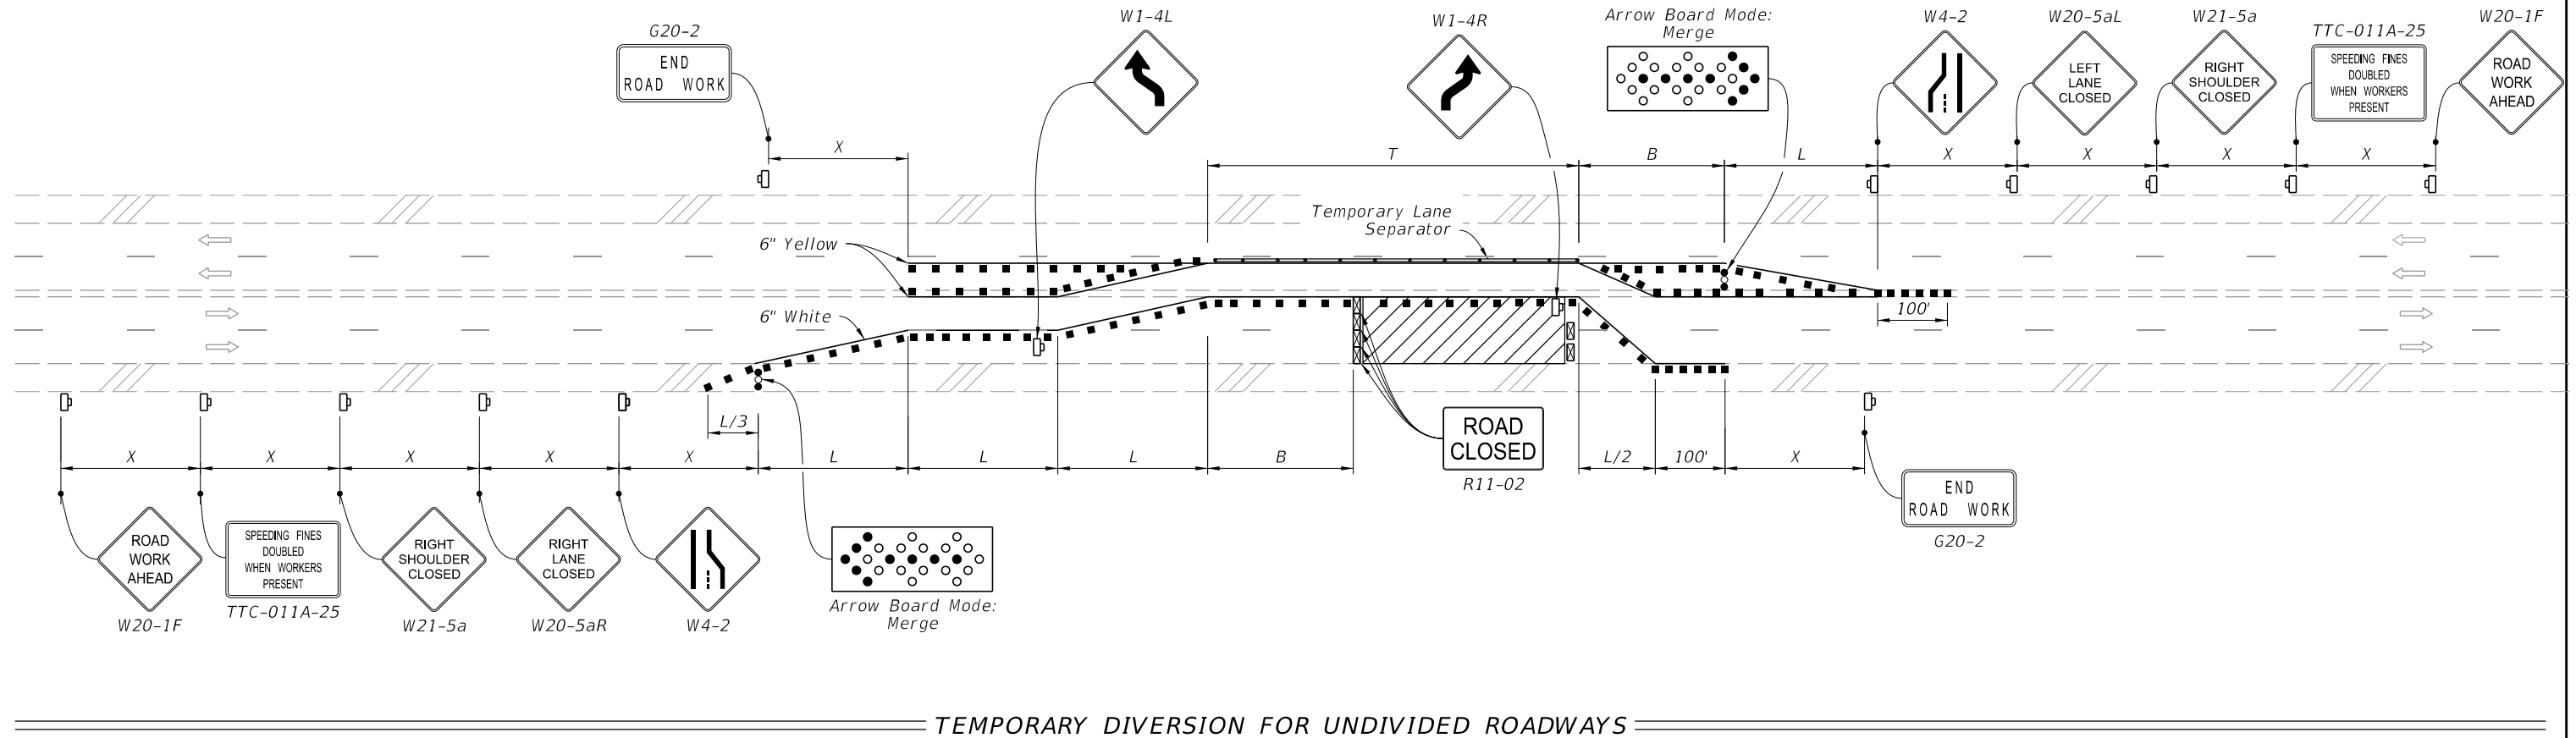 G20-2
END
ROAD WORK
W1-4L
W1-4R
Arrow Board Mode:
Merge
W4-2
W20-5aL
LEFT
LANE
CLOSED
W21-5a
RIGHT
SHOULDER
CLOSED
TTC-011A-25
SPEEDING FINES
DOUBLED
WHEN WORKERS
PRESENT
W20-1F
ROAD
WORK
AHEAD
X
T
B
L
X
X
X
X
Temporary Lane
Separator
6" Yellow
6" White
100'
L/3
X
X
X
X
X
L
L
L
B
ROAD
CLOSED
R11-02
L/2
100'
X
END
ROAD WORK
G20-2
ROAD
WORK
AHEAD
W20-1F
SPEEDING FINES
DOUBLED
WHEN WORKERS
PRESENT
TTC-011A-25
RIGHT
SHOULDER
CLOSED
W21-5a
RIGHT
LANE
CLOSED
W20-5aR
W4-2
Arrow Board Mode:
Merge
TEMPORARY DIVERSION FOR UNDIVIDED ROADWAYS